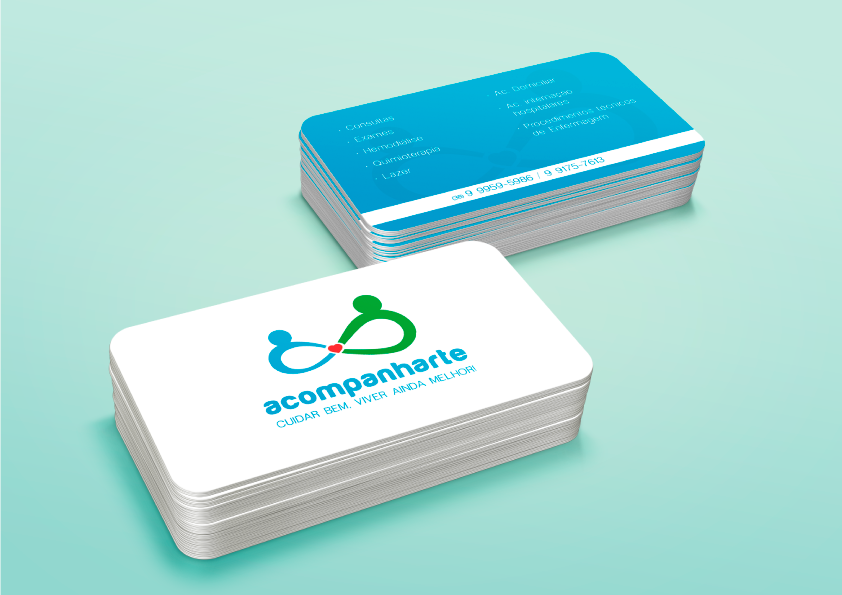 • Consultas
• Exames
• Hemodiálise
• Quimioterapia
• Lazer
AC Domiciliar
• AC internação
hospitalares
• Procedimentos técnicos
de Enfermagem
9 9959-5986 / 9 9175-7613
acompanharte
CUIDAR BEM. VIVER AINDA MELHOR!